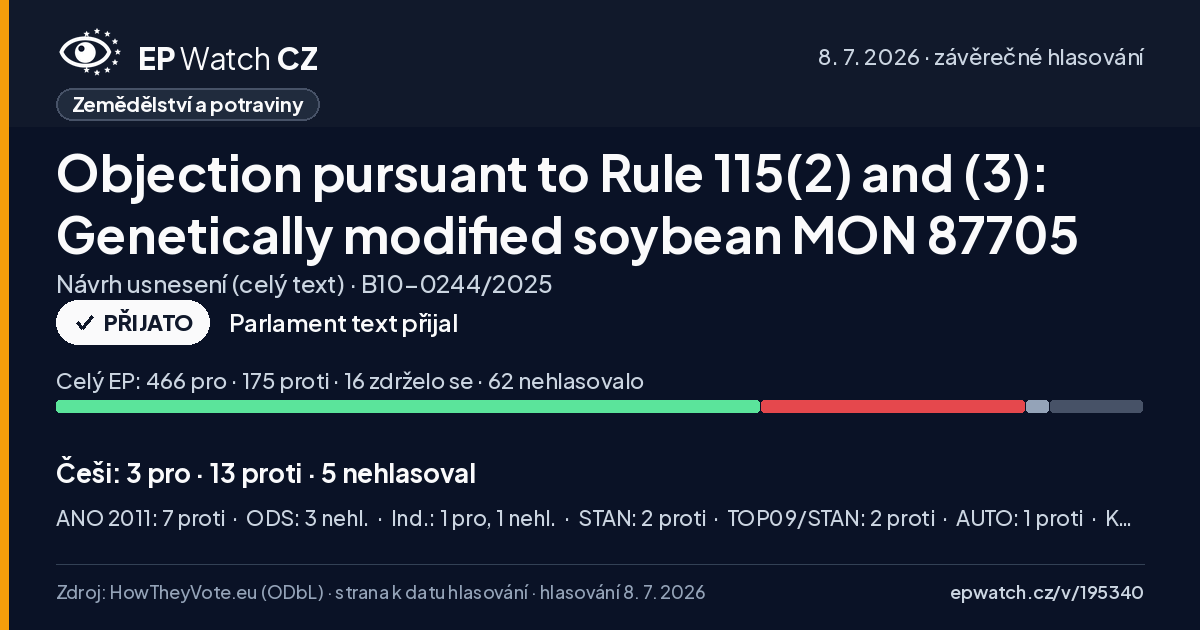 EP Watch CZ
8. 7. 2026 · závěrečné hlasování
Zemědělství a potraviny
Objection pursuant to Rule 115(2) and (3):
Genetically modified soybean MON 87705
Návrh usnesení (celý text) · B10–0244/2025
✓ PŘIJATO Parlament text přijal
Celý EP: 466 pro · 175 proti · 16 zdrželo se · 62 nehlasovalo
Češi: 3 pro · 13 proti · 5 nehlasoval
ANO 2011: 7 proti · ODS: 3 nehl. · Ind.: 1 pro, 1 nehl. · STAN: 2 proti · TOP09/STAN: 2 proti · AUTO: 1 proti · K…
Zdroj: HowTheyVote.eu (ODbL) · strana k datu hlasování · hlasování 8. 7. 2026
epwatch.cz/v/195340